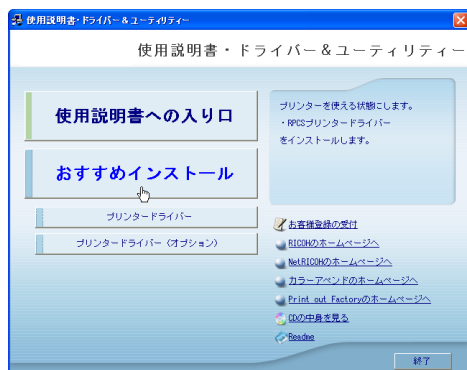 使用説明書・ドライバー＆ユーティリティー
使用説明書・ドライバー＆ユーティリティー
使用説明書への入り口
おすすめインストール
プリンタードライバー
プリンタードライバー（オプション）
プリンターを使える状態にします。
・RPCSプリンタードライバー
をインストールします。
お客様登録の受付
RICOHのホームページへ
NetRICOHのホームページへ
カラーアペンドのホームページへ
Print out Factoryのホームページへ
CDの中身を見る
Readme
終了